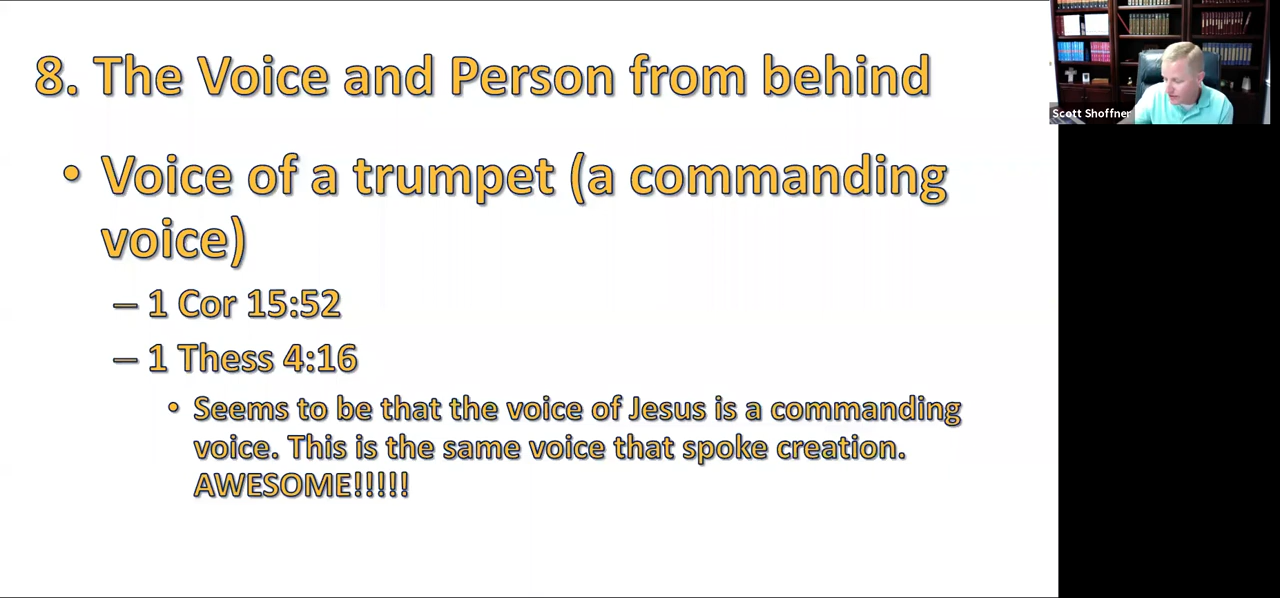 8. The Voice and Person from behind
• Voice of a trumpet (a commanding
voice)
– 1 Cor 15:52
– 1 Thess 4:16
• Seems to be that the voice of Jesus is a commanding
voice. This is the same voice that spoke creation.
AWESOME!!!!!
Scott Shoffner